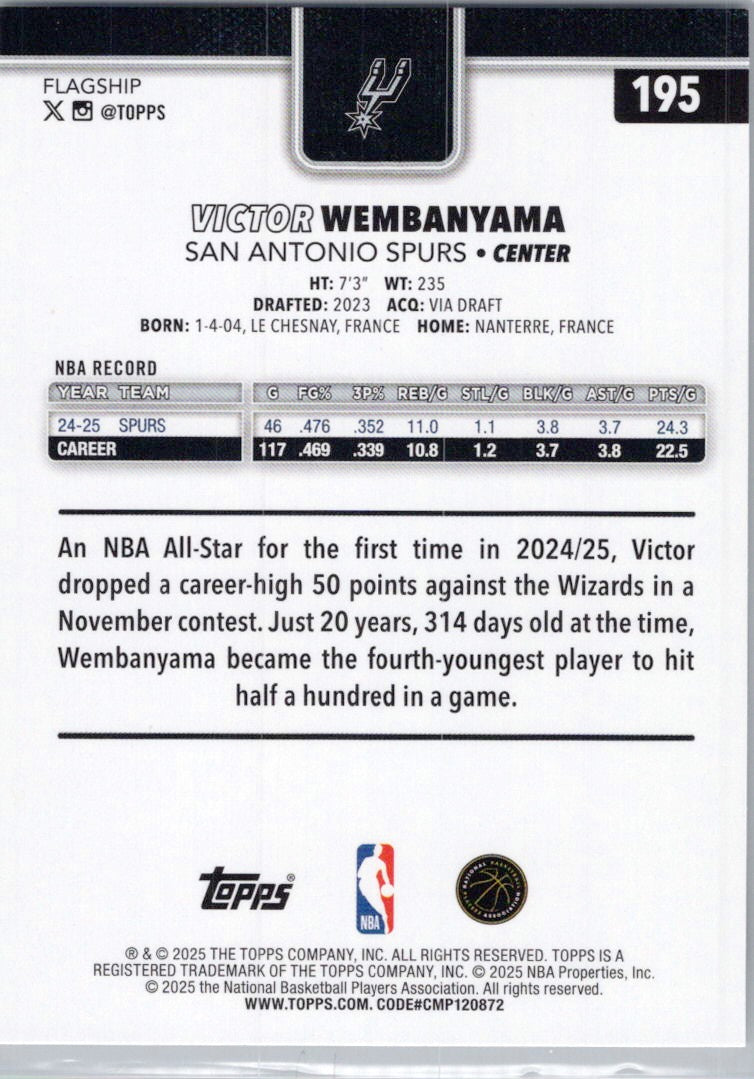 FLAGSHIP
@TOPPS
195
VICTOR WEMBANYAMA
SAN ANTONIO SPURS • CENTER
HT: 7'3" WT: 235
DRAFTED: 2023 ACQ: VIA DRAFT
BORN: 1-4-04, LE CHESNAY, FRANCE HOME: NANTERRE, FRANCE
NBA RECORD
YEAR TEAM G FG% 3P% REB/G STL/G BLK/G AST/G PTS/G
24-25 SPURS 46 .476 .352 11.0 1.1 3.8 3.7 24.3
CAREER 117 .469 .339 10.8 1.2 3.7 3.8 22.5
An NBA All-Star for the first time in 2024/25, Victor
dropped a career-high 50 points against the Wizards in a
November contest. Just 20 years, 314 days old at the time,
Wembanyama became the fourth-youngest player to hit
half a hundred in a game.
topps®
NBA
NATIONAL BASKETBALL PLAYERS ASSOCIATION
® & © 2025 THE TOPPS COMPANY, INC. ALL RIGHTS RESERVED. TOPPS IS A
REGISTERED TRADEMARK OF THE TOPPS COMPANY, INC. © 2025 NBA Properties, Inc.
© 2025 the National Basketball Players Association. All rights reserved.
WWW.TOPPS.COM. CODE#CMP120872